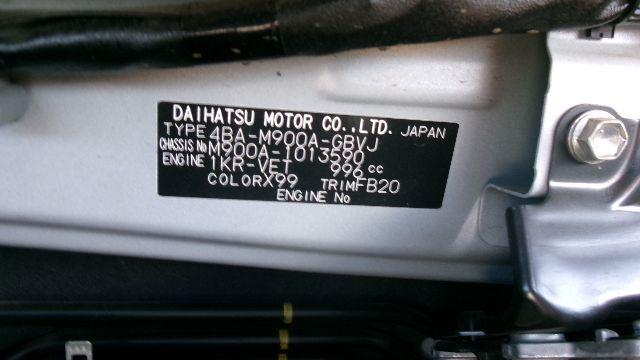 DAIHATSU MOTOR CO.,LTD. JAPAN
TYPE 4BA-M900A-GBVJ
CHASSIS No M900A-1013590
ENGINE 1KR-VET 996 cc
COLOR X99 TRIM FB20
ENGINE No